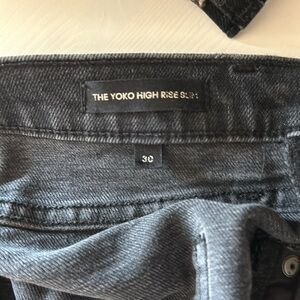 THE YOKO HIGH RISE SLIM
30